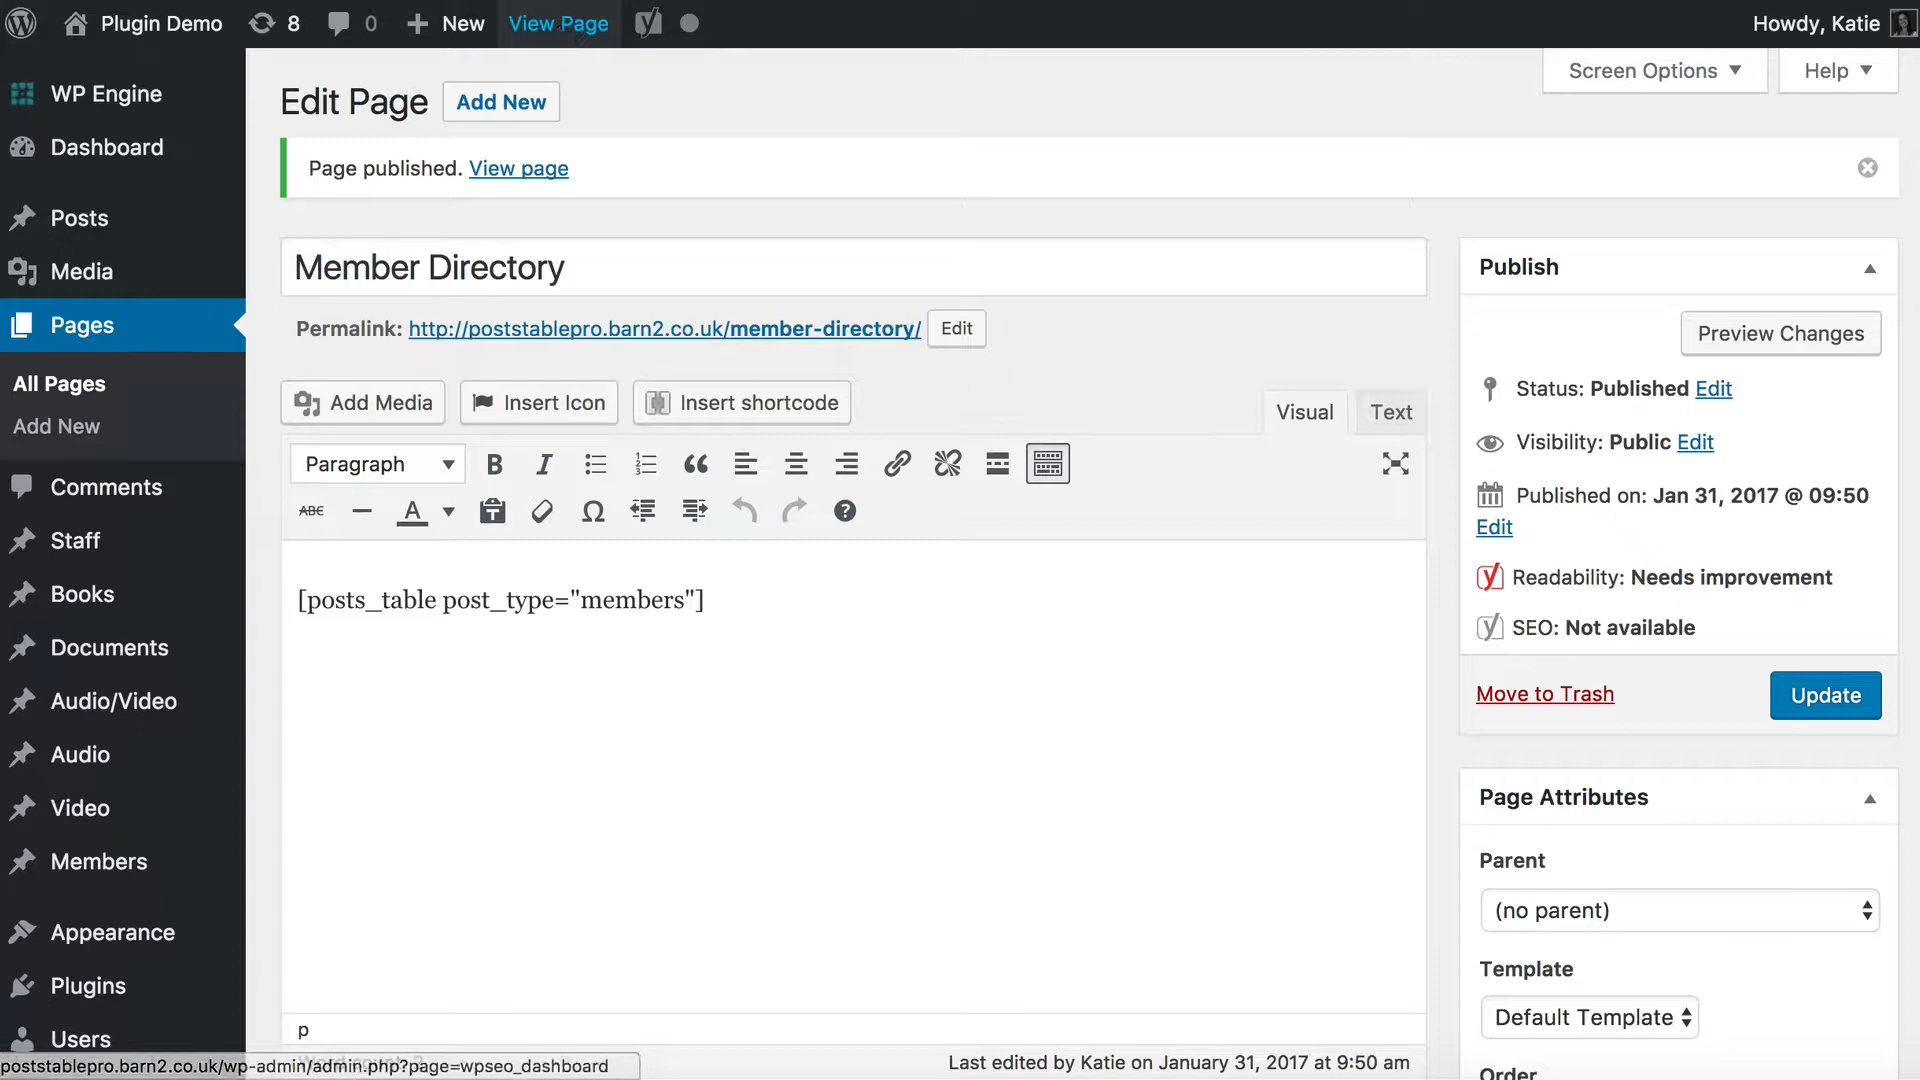 Plugin Demo 8 0 New View Page Howdy, Katie
WP Engine
Dashboard
Posts
Media
Pages
All Pages
Add New
Comments
Staff
Books
Documents
Audio/Video
Audio
Video
Members
Appearance
Plugins
Users
Screen Options Help
Edit Page Add New
Page published. View page
Member Directory
Permalink: http://poststablepro.barn2.co.uk/member-directory/ Edit
Add Media Insert Icon Insert shortcode
Visual Text
Paragraph B I
ABC A Ω
[posts_table post_type="members"]
p
Last edited by Katie on January 31, 2017 at 9:50 am
Publish
Preview Changes
Status: Published Edit
Visibility: Public Edit
Published on: Jan 31, 2017 @ 09:50
Edit
Readability: Needs improvement
SEO: Not available
Move to Trash Update
Page Attributes
Parent
(no parent)
Template
Default Template
Order
poststablepro.barn2.co.uk/wp-admin/admin.php?page=wpseo_dashboard